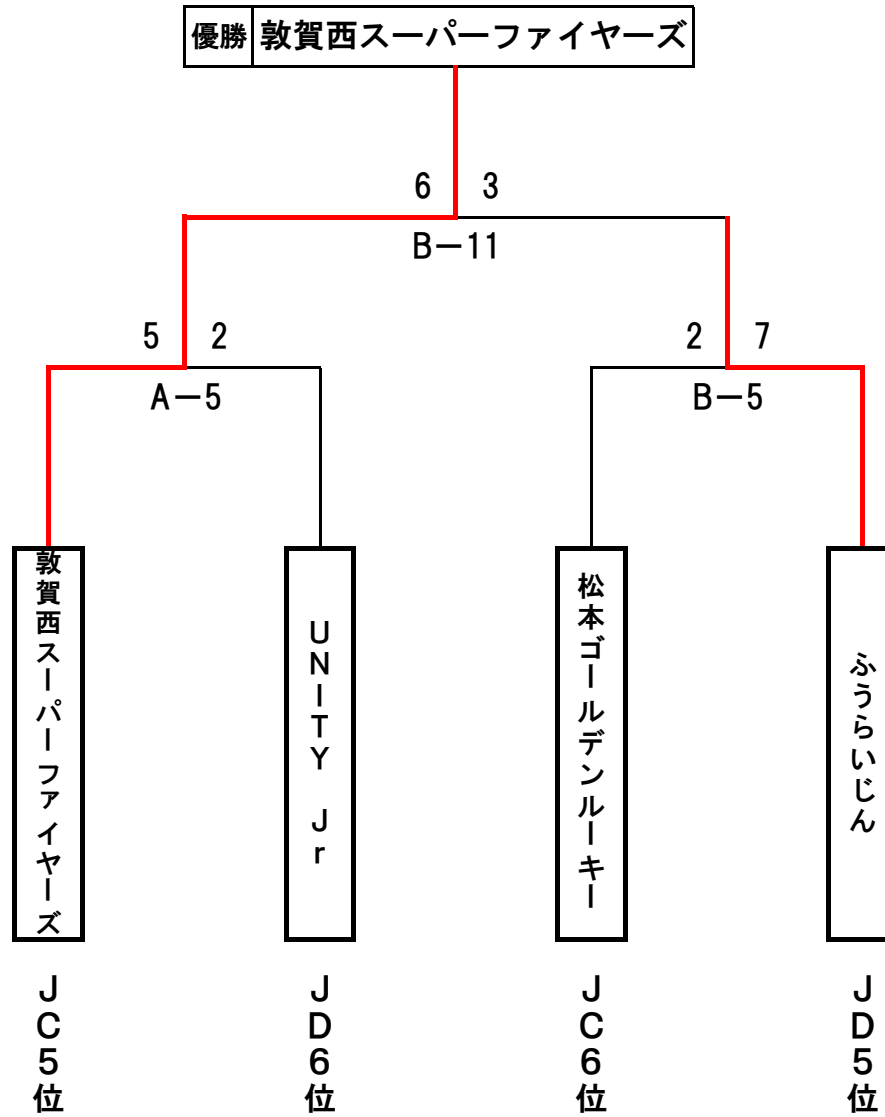 優勝 敦賀西スーパーファイヤーズ
6 3
B－11
5 2
2 7
A－5
B－5
敦賀西スーパーファイヤーズ
UNITY Jr
松本ゴールデンルーキー
ふうらいじん
JC5位
JD6位
JC6位
JD5位